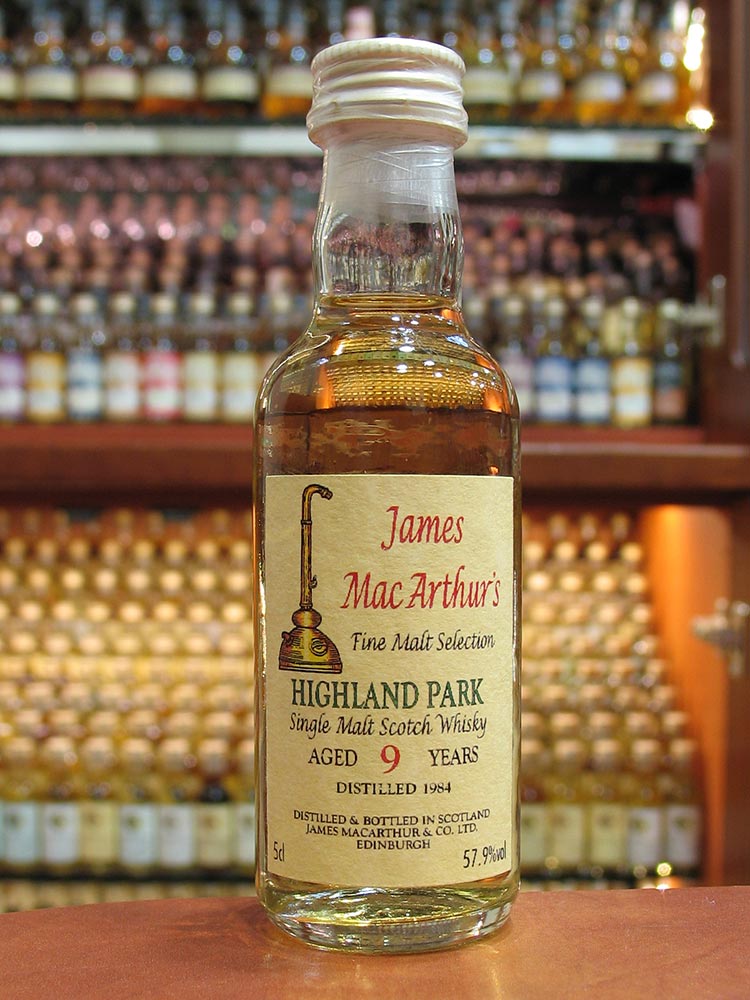 James
MacArthur's
Fine Malt Selection
HIGHLAND PARK
Single Malt Scotch Whisky
AGED 9 YEARS
DISTILLED 1984
DISTILLED & BOTTLED IN SCOTLAND
JAMES MACARTHUR & CO. LTD.
EDINBURGH
5cl 57.9%vol